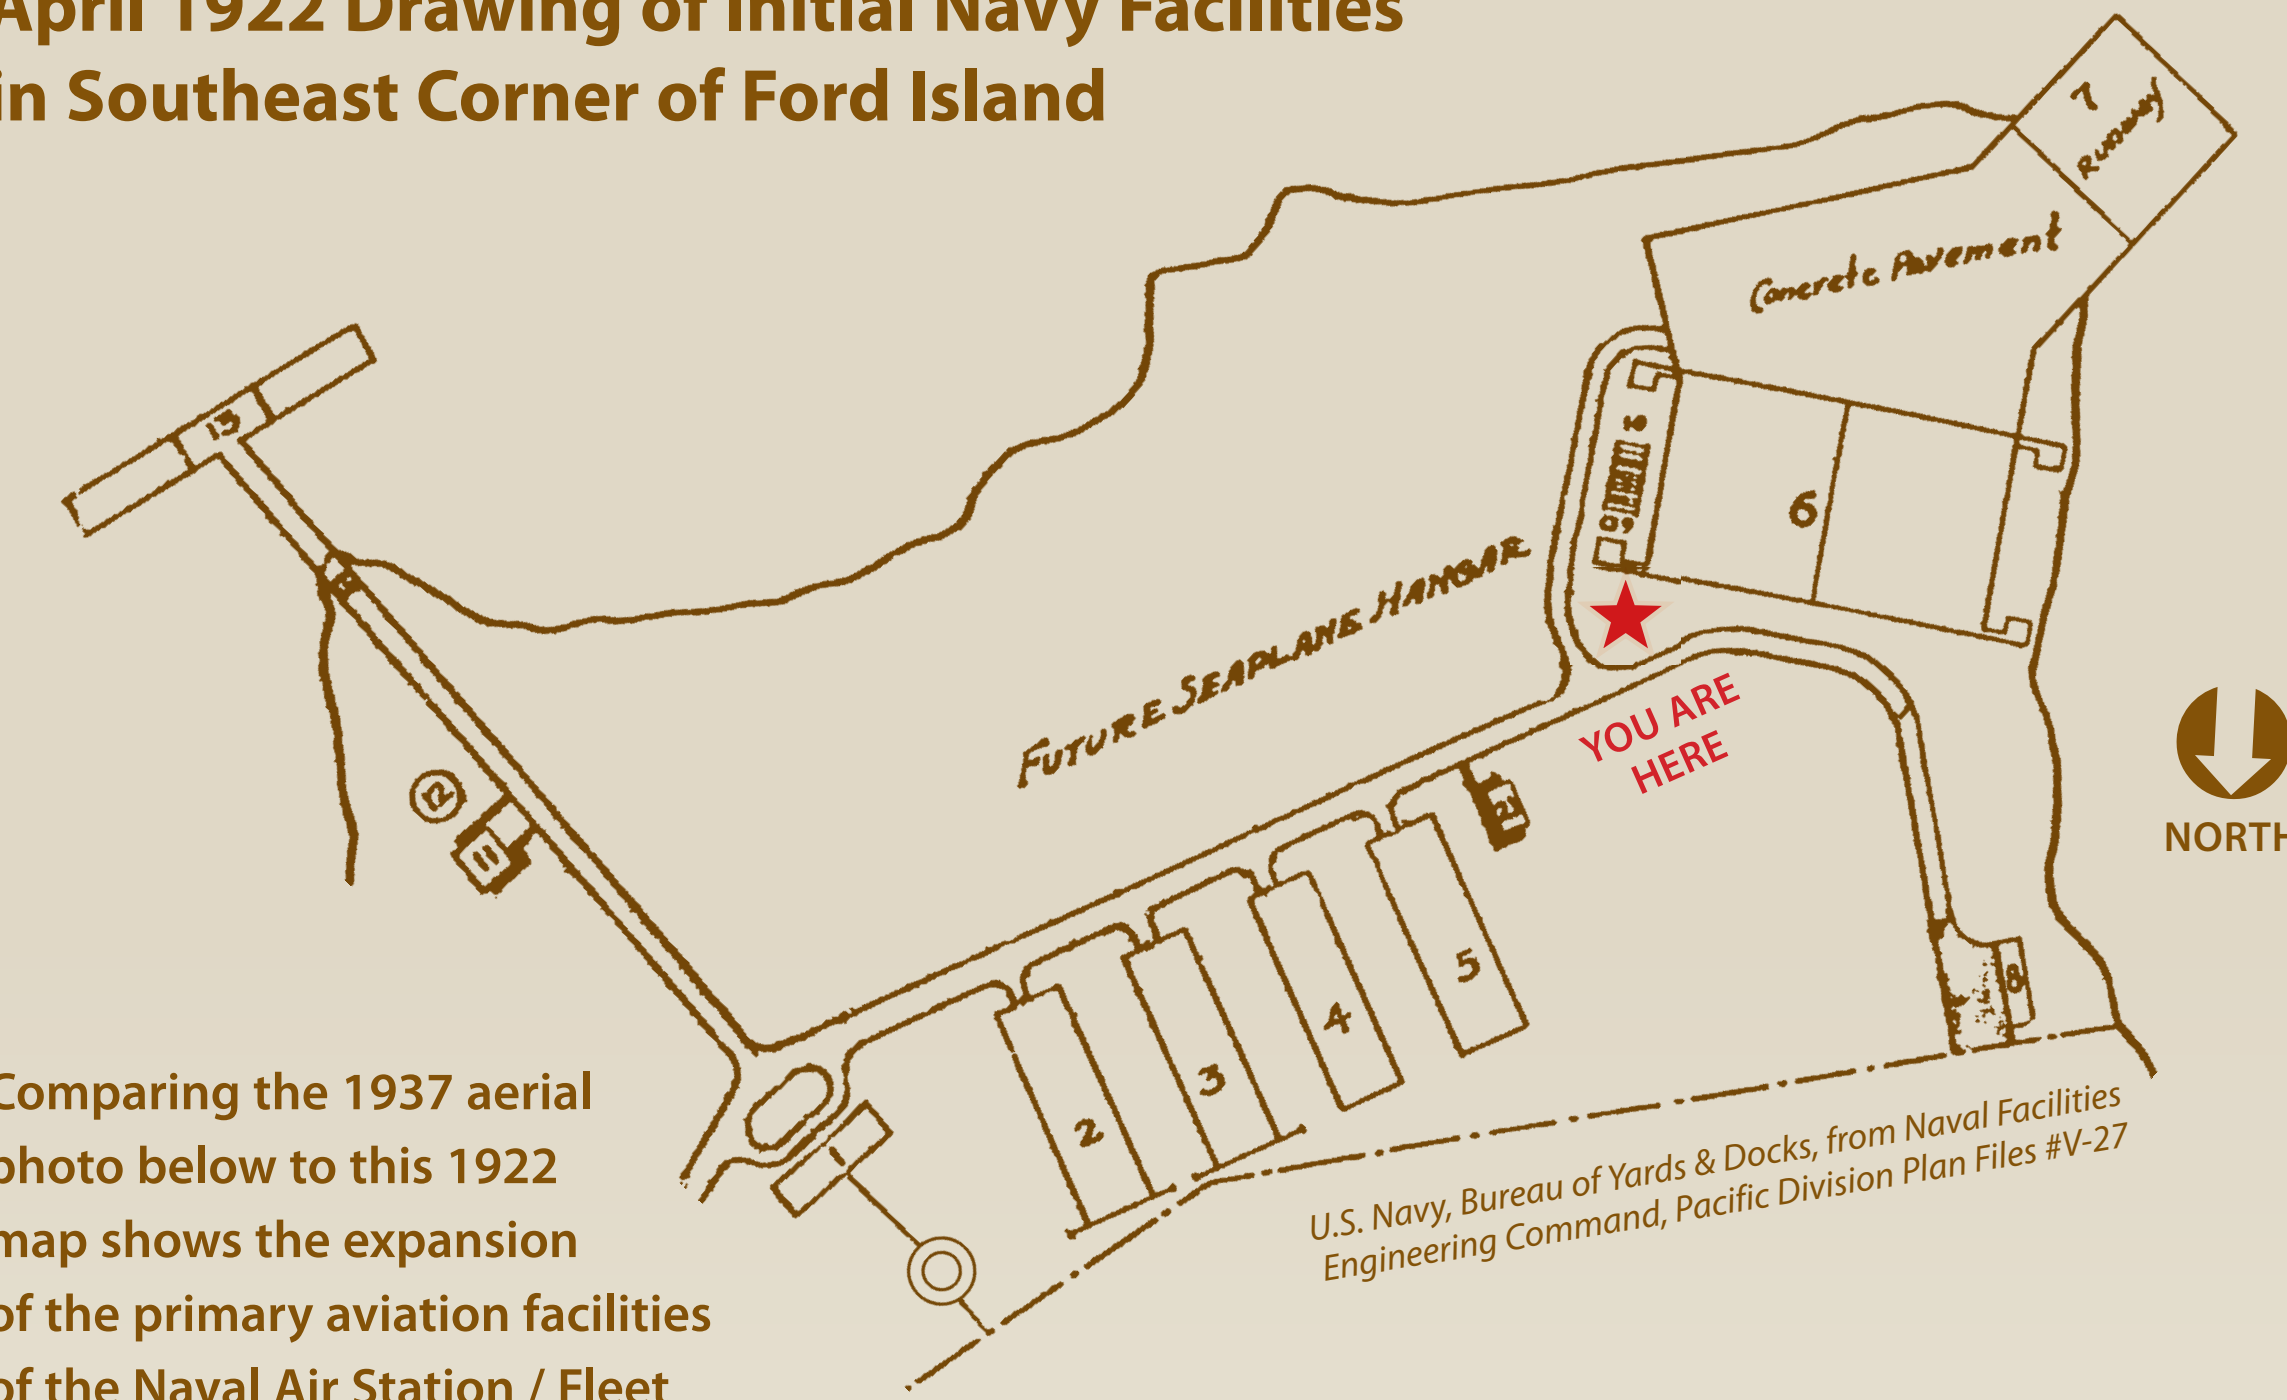 April 1922 Drawing of Initial Navy Facilities
in Southeast Corner of Ford Island
7
Runway
Concrete Pavement
13
8
6
9
FUTURE SEAPLANE HANGAR
YOU ARE
HERE
NORTH
12
11
21
5
8
4
3
2
Comparing the 1937 aerial
photo below to this 1922
map shows the expansion
of the primary aviation facilities
of the Naval Air Station / Fleet
U.S. Navy, Bureau of Yards & Docks, from Naval Facilities
Engineering Command, Pacific Division Plan Files #V-27